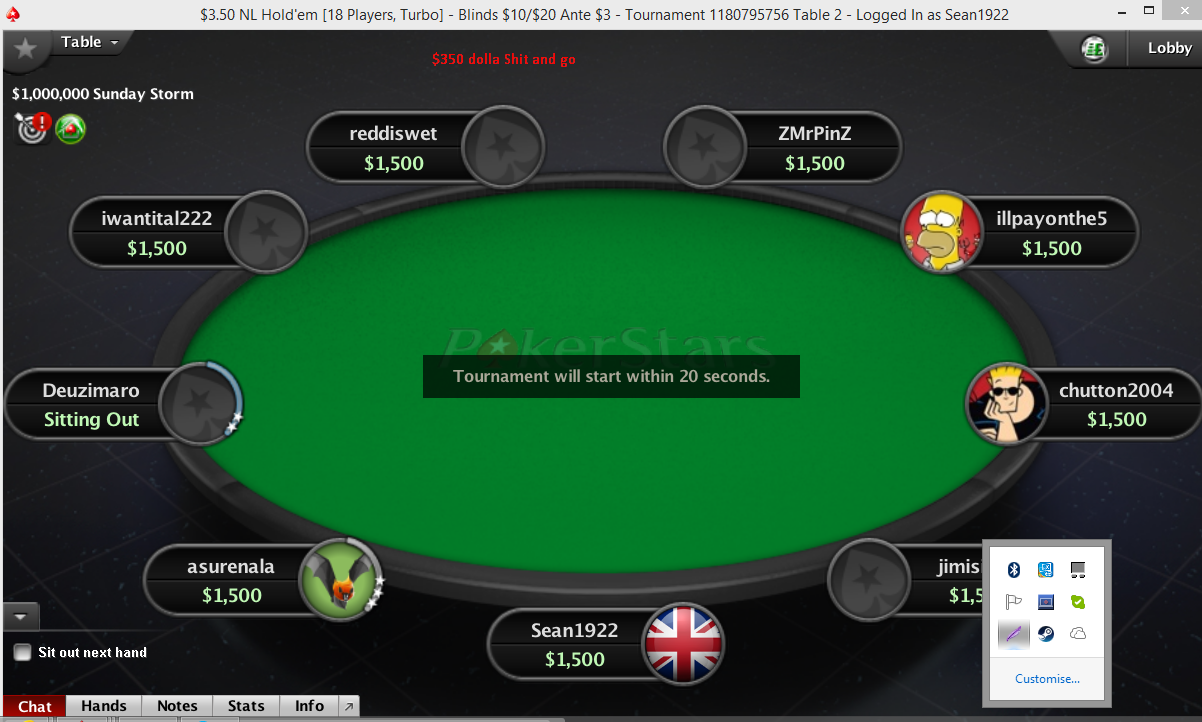 $3.50 NL Hold'em [18 Players, Turbo] - Blinds $10/$20 Ante $3 - Tournament 1180795756 Table 2 - Logged In as Sean1922
Table
Lobby
$350 dolla Shit and go
$1,000,000 Sunday Storm
reddiswet
$1,500
ZMrPinZ
$1,500
iwantital222
$1,500
illpayonthe5
$1,500
PokerStars
Tournament will start within 20 seconds.
Deuzimaro
Sitting Out
chutton2004
$1,500
asurenala
$1,500
jimis
$1,5
Sean1922
$1,500
Sit out next hand
Customise...
Chat
Hands
Notes
Stats
Info